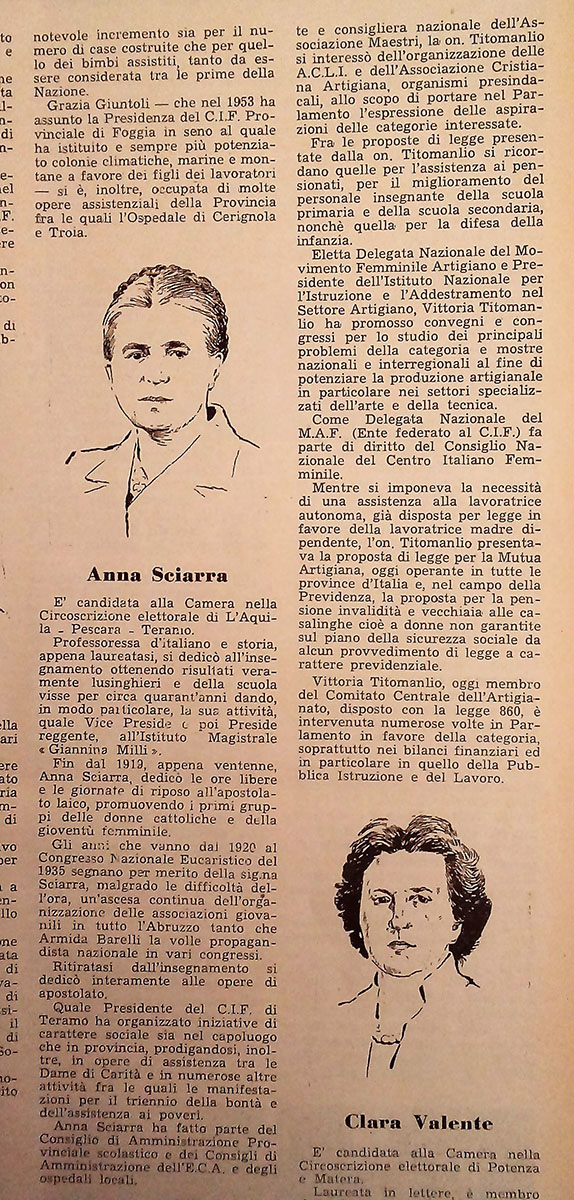 notevole incremento sia per il nu-
mero di case costruite che per quel-
lo dei bimbi assistiti, tanto da es-
sere considerata tra le prime della
Nazione.
Grazia Giuntoli — che nel 1953 ha
assunto la Presidenza del C.I.F. Pro-
vinciale di Foggia in seno al quale
ha istituito e sempre più potenzia-
to colonie climatiche, marine e mon-
tane a favore dei figli dei lavoratori
— si è, inoltre, occupata di molte
opere assistenziali della Provincia
fra le quali l'Ospedale di Cerignola
e Troia.
Anna Sciarra
E' candidata alla Camera nella
Circoscrizione elettorale di L'Aqui-
la - Pescara - Teramo.
Professoressa d'italiano e storia,
appena laureatasi, si dedicò all'inse-
gnamento ottenendo risultati vera-
mente lusinghieri e della scuola
visse per circa quarant'anni dando,
in modo particolare, la sua attività,
quale Vice Preside e poi Preside
reggente, all'Istituto Magistrale
« Giannina Milli ».
Fin dal 1919, appena ventenne,
Anna Sciarra, dedicò le ore libere
e le giornate di riposo all'apostola-
to laico, promuovendo i primi grup-
pi delle donne cattoliche e della
gioventù femminile.
Gli anni che vanno dal 1920 al
Congresso Nazionale Eucaristico del
1935 segnano per merito della sig.na
Sciarra, malgrado le difficoltà del-
l'ora, un'ascesa continua dell'orga-
nizzazione delle associazioni giova-
nili in tutto l'Abruzzo tanto che
Armida Barelli la volle propagan-
dista nazionale in vari congressi.
Ritiratasi dall'insegnamento si
dedicò interamente alle opere di
apostolato.
Quale Presidente del C.I.F. di
Teramo ha organizzato iniziative di
carattere sociale sia nel capoluogo
che in provincia, prodigandosi, inol-
tre, in opere di assistenza tra le
Dame di Carità e in numerose altre
attività fra le quali le manifesta-
zioni per il triennio della bontà e
dell'assistenza ai poveri.
Anna Sciarra ha fatto parte del
Consiglio di Amministrazione Pro-
vinciale scolastico e dei Consigli di
Amministrazione dell'E.C.A. e degli
ospedali locali.
te e consigliera nazionale dell'As-
sociazione Maestri, la on. Titomanlio
si interessò dell'organizzazione delle
A.C.L.I. e dell'Associazione Cristia-
na Artigiana, organismi presinda-
cali, allo scopo di portare nel Par-
lamento l'espressione delle aspira-
zioni delle categorie interessate.
Fra le proposte di legge presen-
tate dalla on. Titomanlio si ricor-
dano quelle per l'assistenza ai pen-
sionati, per il miglioramento del
personale insegnante della scuola
primaria e della scuola secondaria,
nonchè quella per la difesa della
infanzia.
Eletta Delegata Nazionale del Mo-
vimento Femminile Artigiano e Pre-
sidente dell'Istituto Nazionale per
l'Istruzione e l'Addestramento nel
Settore Artigiano, Vittoria Titoman-
lio ha promosso convegni e con-
gressi per lo studio dei principali
problemi della categoria e mostre
nazionali e interregionali al fine di
potenziare la produzione artigianale
in particolare nei settori specializ-
zati dell'arte e della tecnica.
Come Delegata Nazionale del
M.A.F. (Ente federato al C.I.F.) fa
parte di diritto del Consiglio Na-
zionale del Centro Italiano Fem-
minile.
Mentre si imponeva la necessità
di una assistenza alla lavoratrice
autonoma, già disposta per legge in
favore della lavoratrice madre di-
pendente, l'on. Titomanlio presenta-
va la proposta di legge per la Mutua
Artigiana, oggi operante in tutte le
province d'Italia e, nel campo della
Previdenza, la proposta per la pen-
sione invalidità e vecchiaia alle ca-
salinghe cioè a donne non garantite
sul piano della sicurezza sociale da
alcun provvedimento di legge a ca-
rattere previdenziale.
Vittoria Titomanlio, oggi membro
del Comitato Centrale dell'Artigia-
nato, disposto con la legge 860, è
intervenuta numerose volte in Par-
lamento in favore della categoria,
soprattutto nei bilanci finanziari ed
in particolare in quello della Pub-
blica Istruzione e del Lavoro.
Clara Valente
E' candidata alla Camera nella
Circoscrizione elettorale di Potenza
e Matera.
Laureata in lettere, è membro